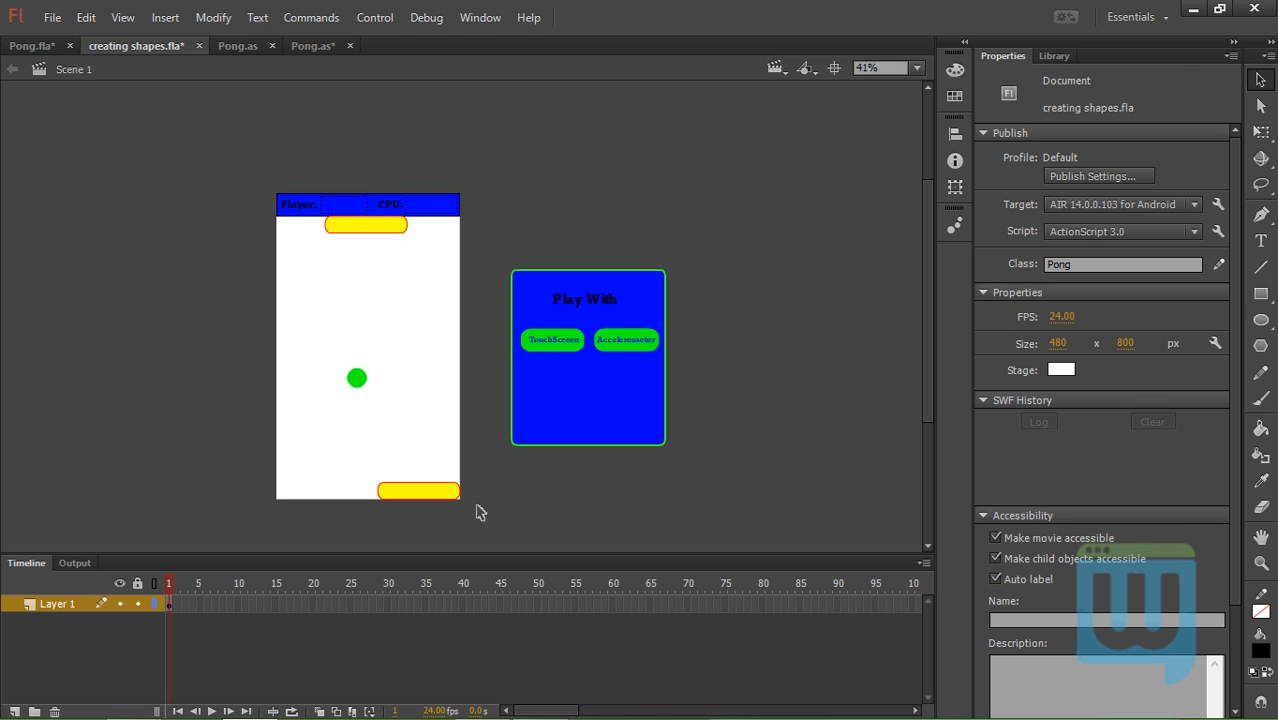 Fl File Edit View Insert Modify Text Commands Control Debug Window Help Essentials
Pong.fla* × creating shapes.fla* × Pong.as × Pong.as* ×
Scene 1 41%
Player: CPU:
Play With
TouchScreen Accelerometer
Properties Library
Document
Fl creating shapes.fla
Publish
Profile: Default
Publish Settings...
Target: AIR 14.0.0.103 for Android
Script: ActionScript 3.0
Class: Pong
Properties
FPS: 24.00
Size: 480 x 800 px
Stage:
SWF History
Log Clear
Accessibility
Make movie accessible
Make child objects accessible
Auto label
Name:
Description:
Timeline Output
1 5 10 15 20 25 30 35 40 45 50 55 60 65 70 75 80 85 90 95 10
Layer 1
1 24.00 fps 0.0 s